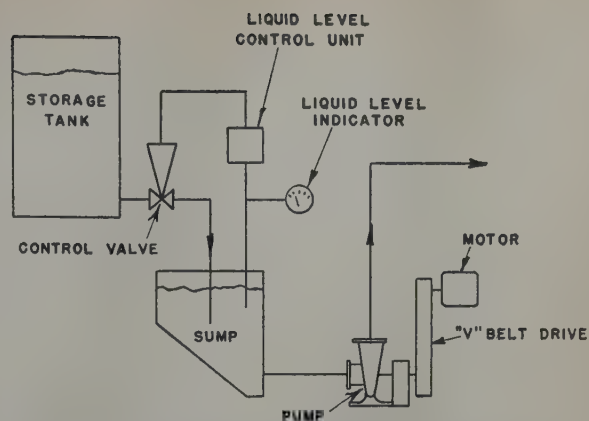 LIQUID LEVEL
CONTROL UNIT
STORAGE
TANK
LIQUID LEVEL
INDICATOR
CONTROL VALVE
MOTOR
SUMP
"V" BELT DRIVE
PUMP